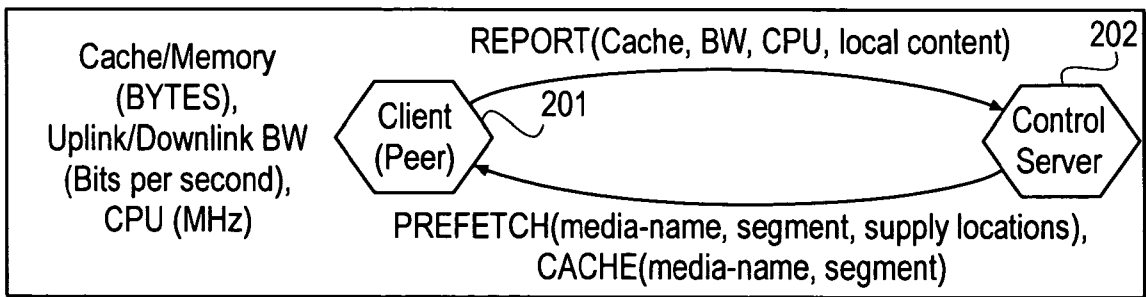 Cache/Memory
(BYTES),
Uplink/Downlink BW
(Bits per second),
CPU (MHz)
REPORT(Cache, BW, CPU, local content)
202
Client
(Peer)
201
Control
Server
PREFETCH(media-name, segment, supply locations),
CACHE(media-name, segment)